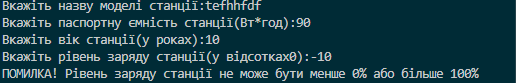 Вкажіть назву моделі станції:tefhhfdf
Вкажіть паспортну ємність станції(Вт*год):90
Вкажіть вік станції(у роках):10
Вкажіть рівень заряду станції(у відсотках0):-10
ПОМИЛКА! Рівень заряду станції не може бути менше 0% або більше 100%